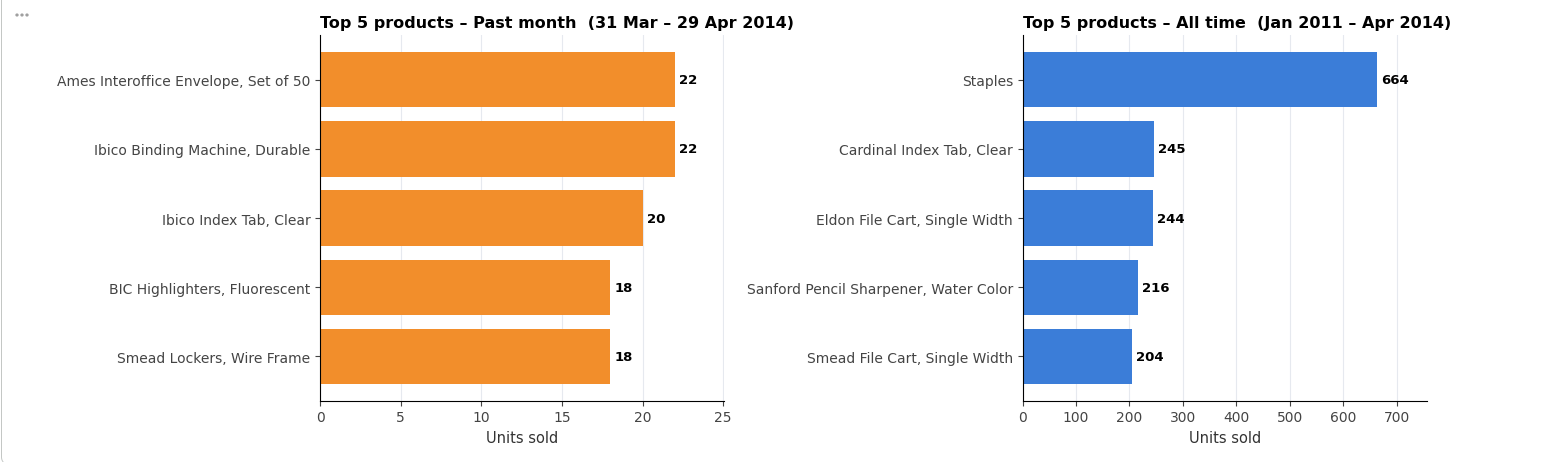 Top 5 products – Past month  (31 Mar – 29 Apr 2014)
Ames Interoffice Envelope, Set of 50
22
Ibico Binding Machine, Durable
22
Ibico Index Tab, Clear
20
BIC Highlighters, Fluorescent
18
Smead Lockers, Wire Frame
18
0 5 10 15 20 25
Units sold
Top 5 products – All time  (Jan 2011 – Apr 2014)
Staples
664
Cardinal Index Tab, Clear
245
Eldon File Cart, Single Width
244
Sanford Pencil Sharpener, Water Color
216
Smead File Cart, Single Width
204
0 100 200 300 400 500 600 700
Units sold